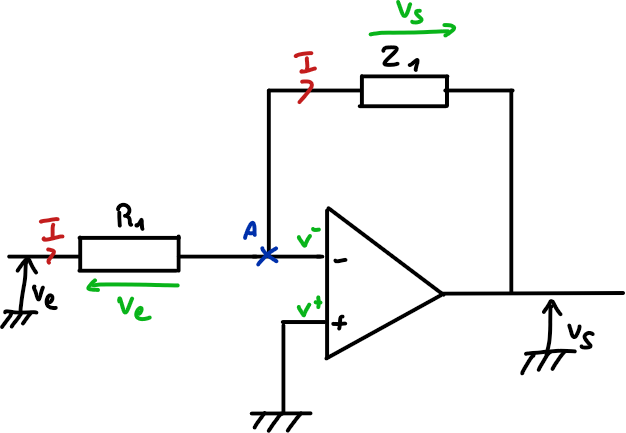 Vs
I
Z1
R1
I
A
V-
-
Ve
Ve
V+
+
Vs